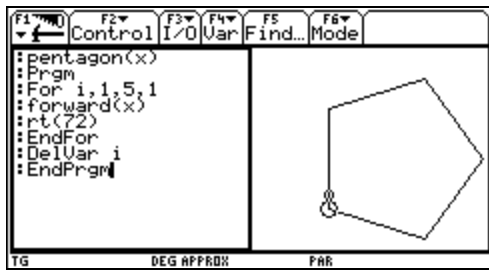 F1 F2 F3 F4 F5 F6
Control I/O Var Find... Mode
:pentagon(x)
:Prgm
:For i,1,5,1
:forward(x)
:rt(72)
:EndFor
:DelVar i
:EndPrgm
TG DEG APPROX PAR